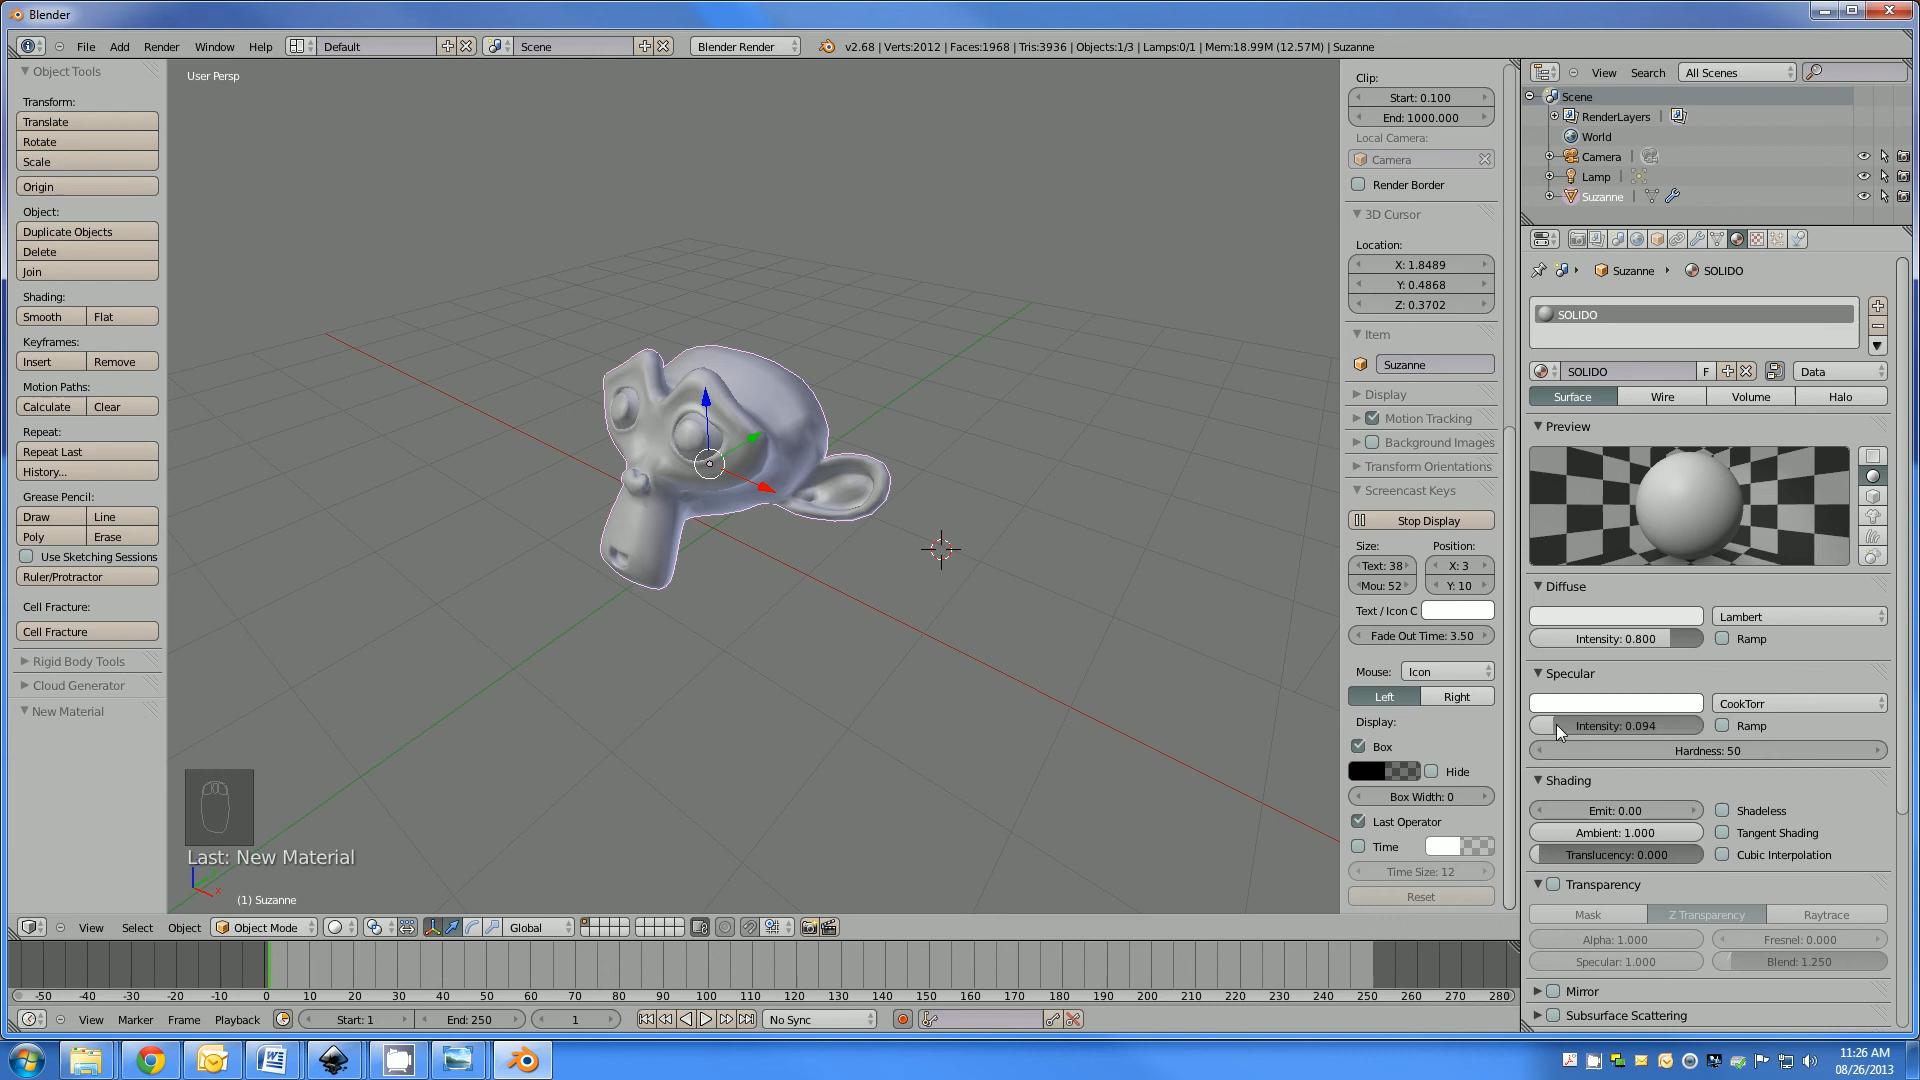 Blender
File Add Render Window Help Default Scene Blender Render v2.68 | Verts:2012 | Faces:1968 | Tris:3936 | Objects:1/3 | Lamps:0/1 | Mem:18.99M (12.57M) | Suzanne
Object Tools
Transform:
Translate
Rotate
Scale
Origin
Object:
Duplicate Objects
Delete
Join
Shading:
Smooth Flat
Keyframes:
Insert Remove
Motion Paths:
Calculate Clear
Repeat:
Repeat Last
History...
Grease Pencil:
Draw Line
Poly Erase
Use Sketching Sessions
Ruler/Protractor
Cell Fracture:
Cell Fracture
Rigid Body Tools
Cloud Generator
New Material
User Persp
Last: New Material
x
(1) Suzanne
Clip:
Start: 0.100
End: 1000.000
Local Camera:
Camera
Render Border
3D Cursor
Location:
X: 1.8489
Y: 0.4868
Z: 0.3702
Item
Suzanne
Display
Motion Tracking
Background Images
Transform Orientations
Screencast Keys
Stop Display
Size: Position:
Text: 38 X: 3
Mou: 52 Y: 10
Text / Icon C
Fade Out Time: 3.50
Mouse: Icon
Left Right
Display:
Box
Hide
Box Width: 0
Last Operator
Time
Time Size: 12
Reset
View Search All Scenes
Scene
RenderLayers
World
Camera
Lamp
Suzanne
Suzanne SOLIDO
SOLIDO
SOLIDO F Data
Surface Wire Volume Halo
Preview
Diffuse
Lambert
Intensity: 0.800 Ramp
Specular
CookTorr
Intensity: 0.094 Ramp
Hardness: 50
Shading
Emit: 0.00 Shadeless
Ambient: 1.000 Tangent Shading
Translucency: 0.000 Cubic Interpolation
Transparency
Mask Z Transparency Raytrace
Alpha: 1.000 Fresnel: 0.000
Specular: 1.000 Blend: 1.250
Mirror
Subsurface Scattering
View Select Object Object Mode Global
-50 -40 -30 -20 -10 0 10 20 30 40 50 60 70 80 90 100 110 120 130 140 150 160 170 180 190 200 210 220 230 240 250 260 270 280
View Marker Frame Playback Start: 1 End: 250 1 No Sync
11:26 AM
08/26/2013